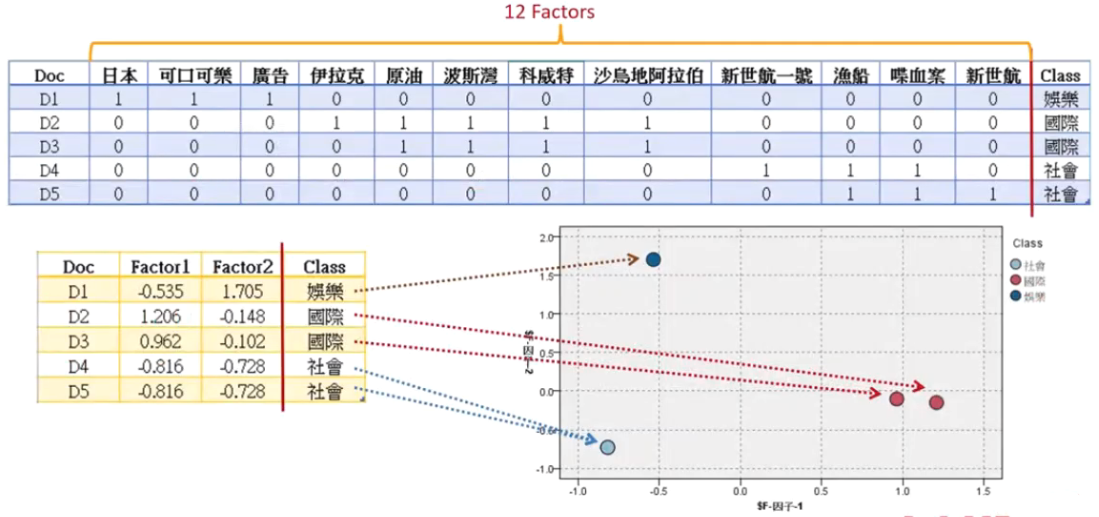 12 Factors
Doc 日本 可口可樂 廣告 伊拉克 原油 波斯灣 科威特 沙烏地阿拉伯 新世航一號 漁船 喋血案 新世航 Class
D1 1 1 1 0 0 0 0 0 0 0 0 0 娛樂
D2 0 0 0 1 1 1 1 1 0 0 0 0 國際
D3 0 0 0 0 1 1 1 1 0 0 0 0 國際
D4 0 0 0 0 0 0 0 0 1 1 1 0 社會
D5 0 0 0 0 0 0 0 0 0 1 1 1 社會
Doc Factor1 Factor2 Class
D1 -0.535 1.705 娛樂
D2 1.206 -0.148 國際
D3 0.962 -0.102 國際
D4 -0.816 -0.728 社會
D5 -0.816 -0.728 社會
2.0
1.5
1.0
0.5
0.0
-0.5
-1.0
$F-因子-2
-1.0 -0.5 0.0 0.5 1.0 1.5
$F-因子-1
Class
社會
國際
娛樂